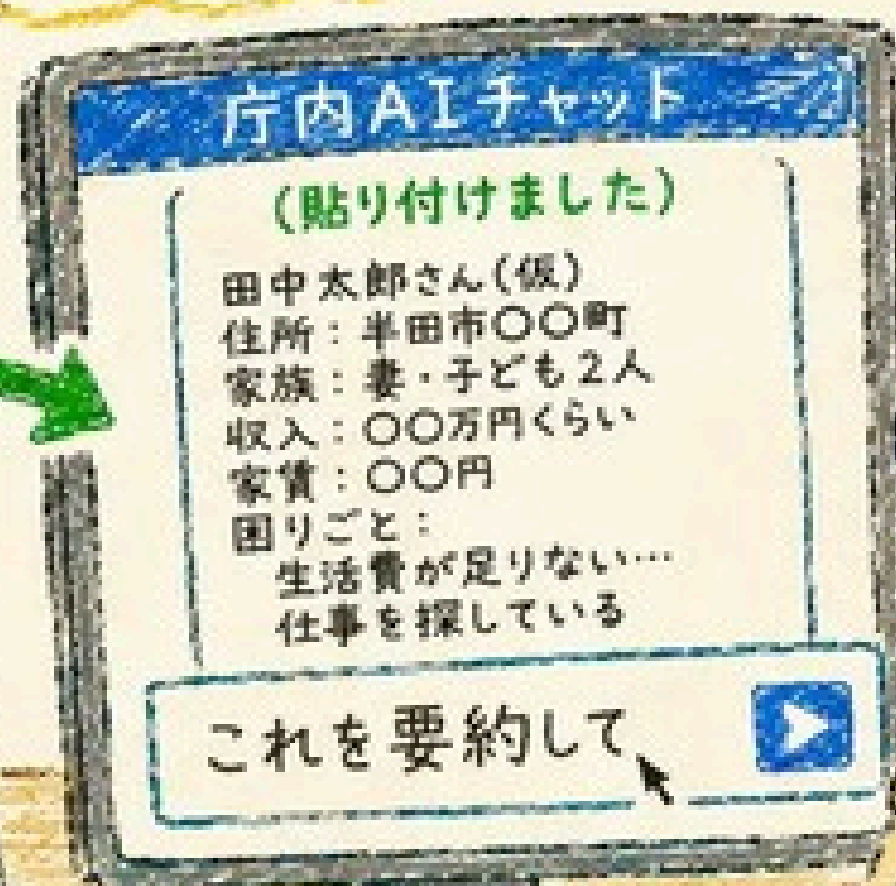 庁内AIチャット
(貼り付けました)
田中太郎さん(仮)
住所：半田市〇〇町
家族：妻・子ども2人
収入：〇〇万円くらい
家賃：〇〇円
困りごと：
生活費が足りない…
仕事を探している
これを要約して